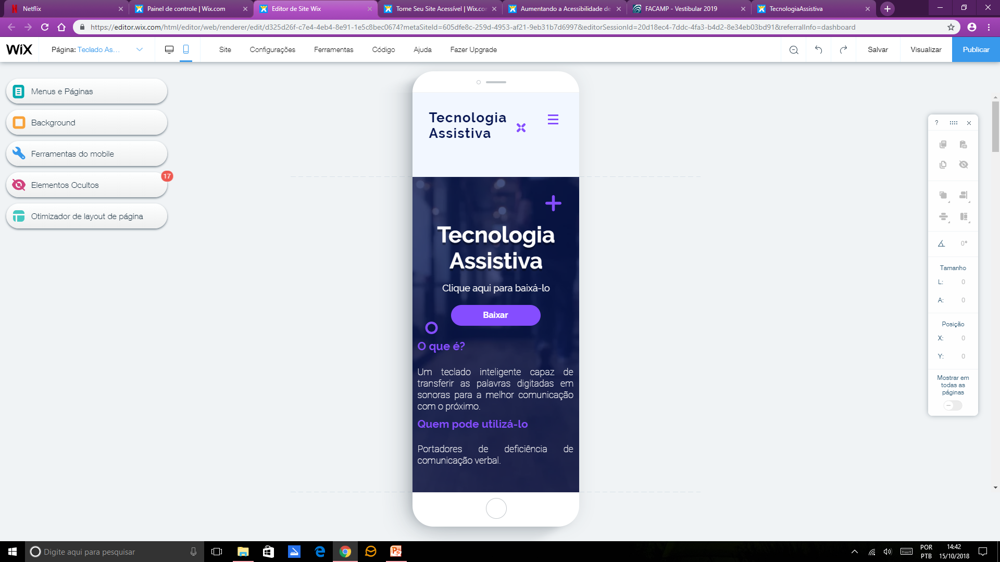 Netflix
Painel de controle | Wix.com
Editor de Site Wix
Torne Seu Site Acessível | Wix.cor
Aumentando a Acessibilidade de
FACAMP - Vestibular 2019
TecnologiaAssistiva
https://editor.wix.com/html/editor/web/renderer/edit/d325d26f-c7e4-4eb4-8e91-1e5c8bec0674?metaSiteId=605dfe8c-259d-4953-af21-9eb31b7d6997&editorSessionId=20d18ec4-7ddc-4fa3-b4d2-8e34eb03bd91&referralInfo=dashboard
WiX
Página: Teclado As...
Site
Configurações
Ferramentas
Código
Ajuda
Fazer Upgrade
Salvar
Visualizar
Publicar
Menus e Páginas
Background
Ferramentas do mobile
Elementos Ocultos
17
Otimizador de layout de página
Tecnologia
Assistiva
Tecnologia
Assistiva
Clique aqui para baixá-lo
Baixar
O que é?
Um teclado inteligente capaz de
transferir as palavras digitadas em
sonoras para a melhor comunicação
com o próximo.
Quem pode utilizá-lo
Portadores de deficiência de
comunicação verbal.
?
0°
Tamanho
L: 0
A: 0
Posição
X: 0
Y: 0
Mostrar em
todas as
páginas
Digite aqui para pesquisar
POR
PTB
14:42
15/10/2018